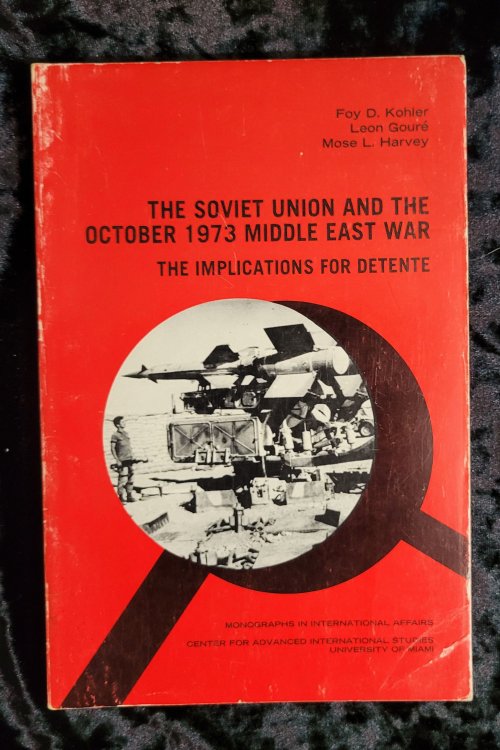 Foy D. Kohler
Leon Gouré
Mose L. Harvey
THE SOVIET UNION AND THE
OCTOBER 1973 MIDDLE EAST WAR
THE IMPLICATIONS FOR DETENTE
MONOGRAPHS IN INTERNATIONAL AFFAIRS
CENTER FOR ADVANCED INTERNATIONAL STUDIES
UNIVERSITY OF MIAMI